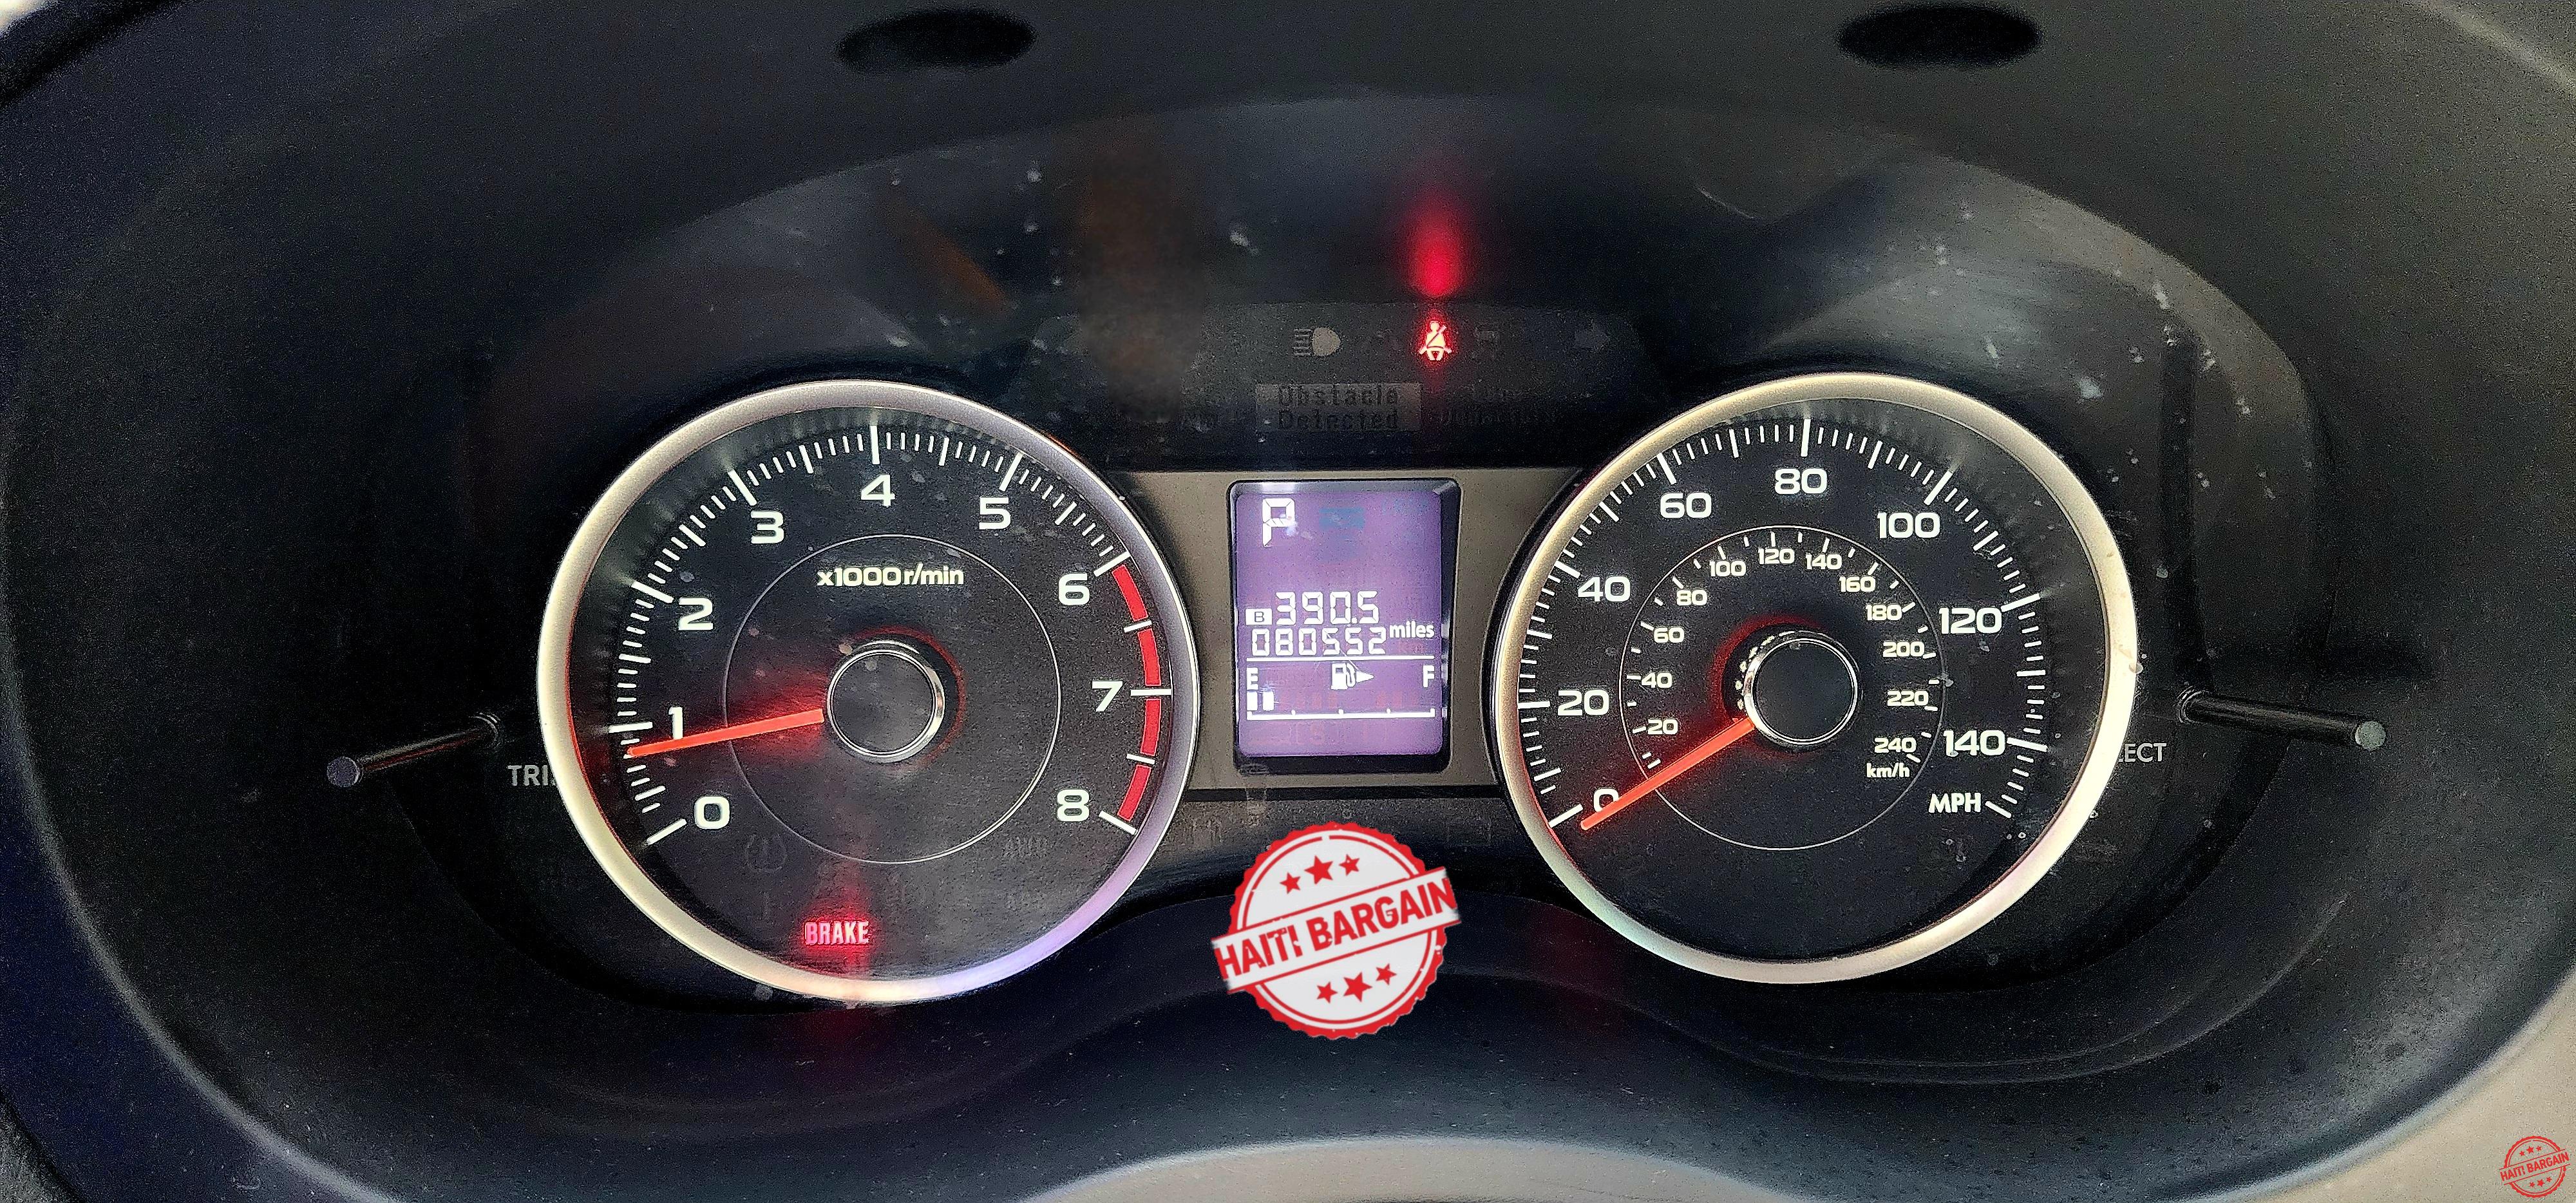 Obstacle
Detected
0 1 2 3 4 5 6 7 8
x1000r/min
BRAKE
P
B 390.5
080552 miles
E F
0 20 40 60 80 100 120 140
MPH
20 40 60 80 100 120 140 160 180 200 220 240
km/h
HAITI BARGAIN
HAITI BARGAIN